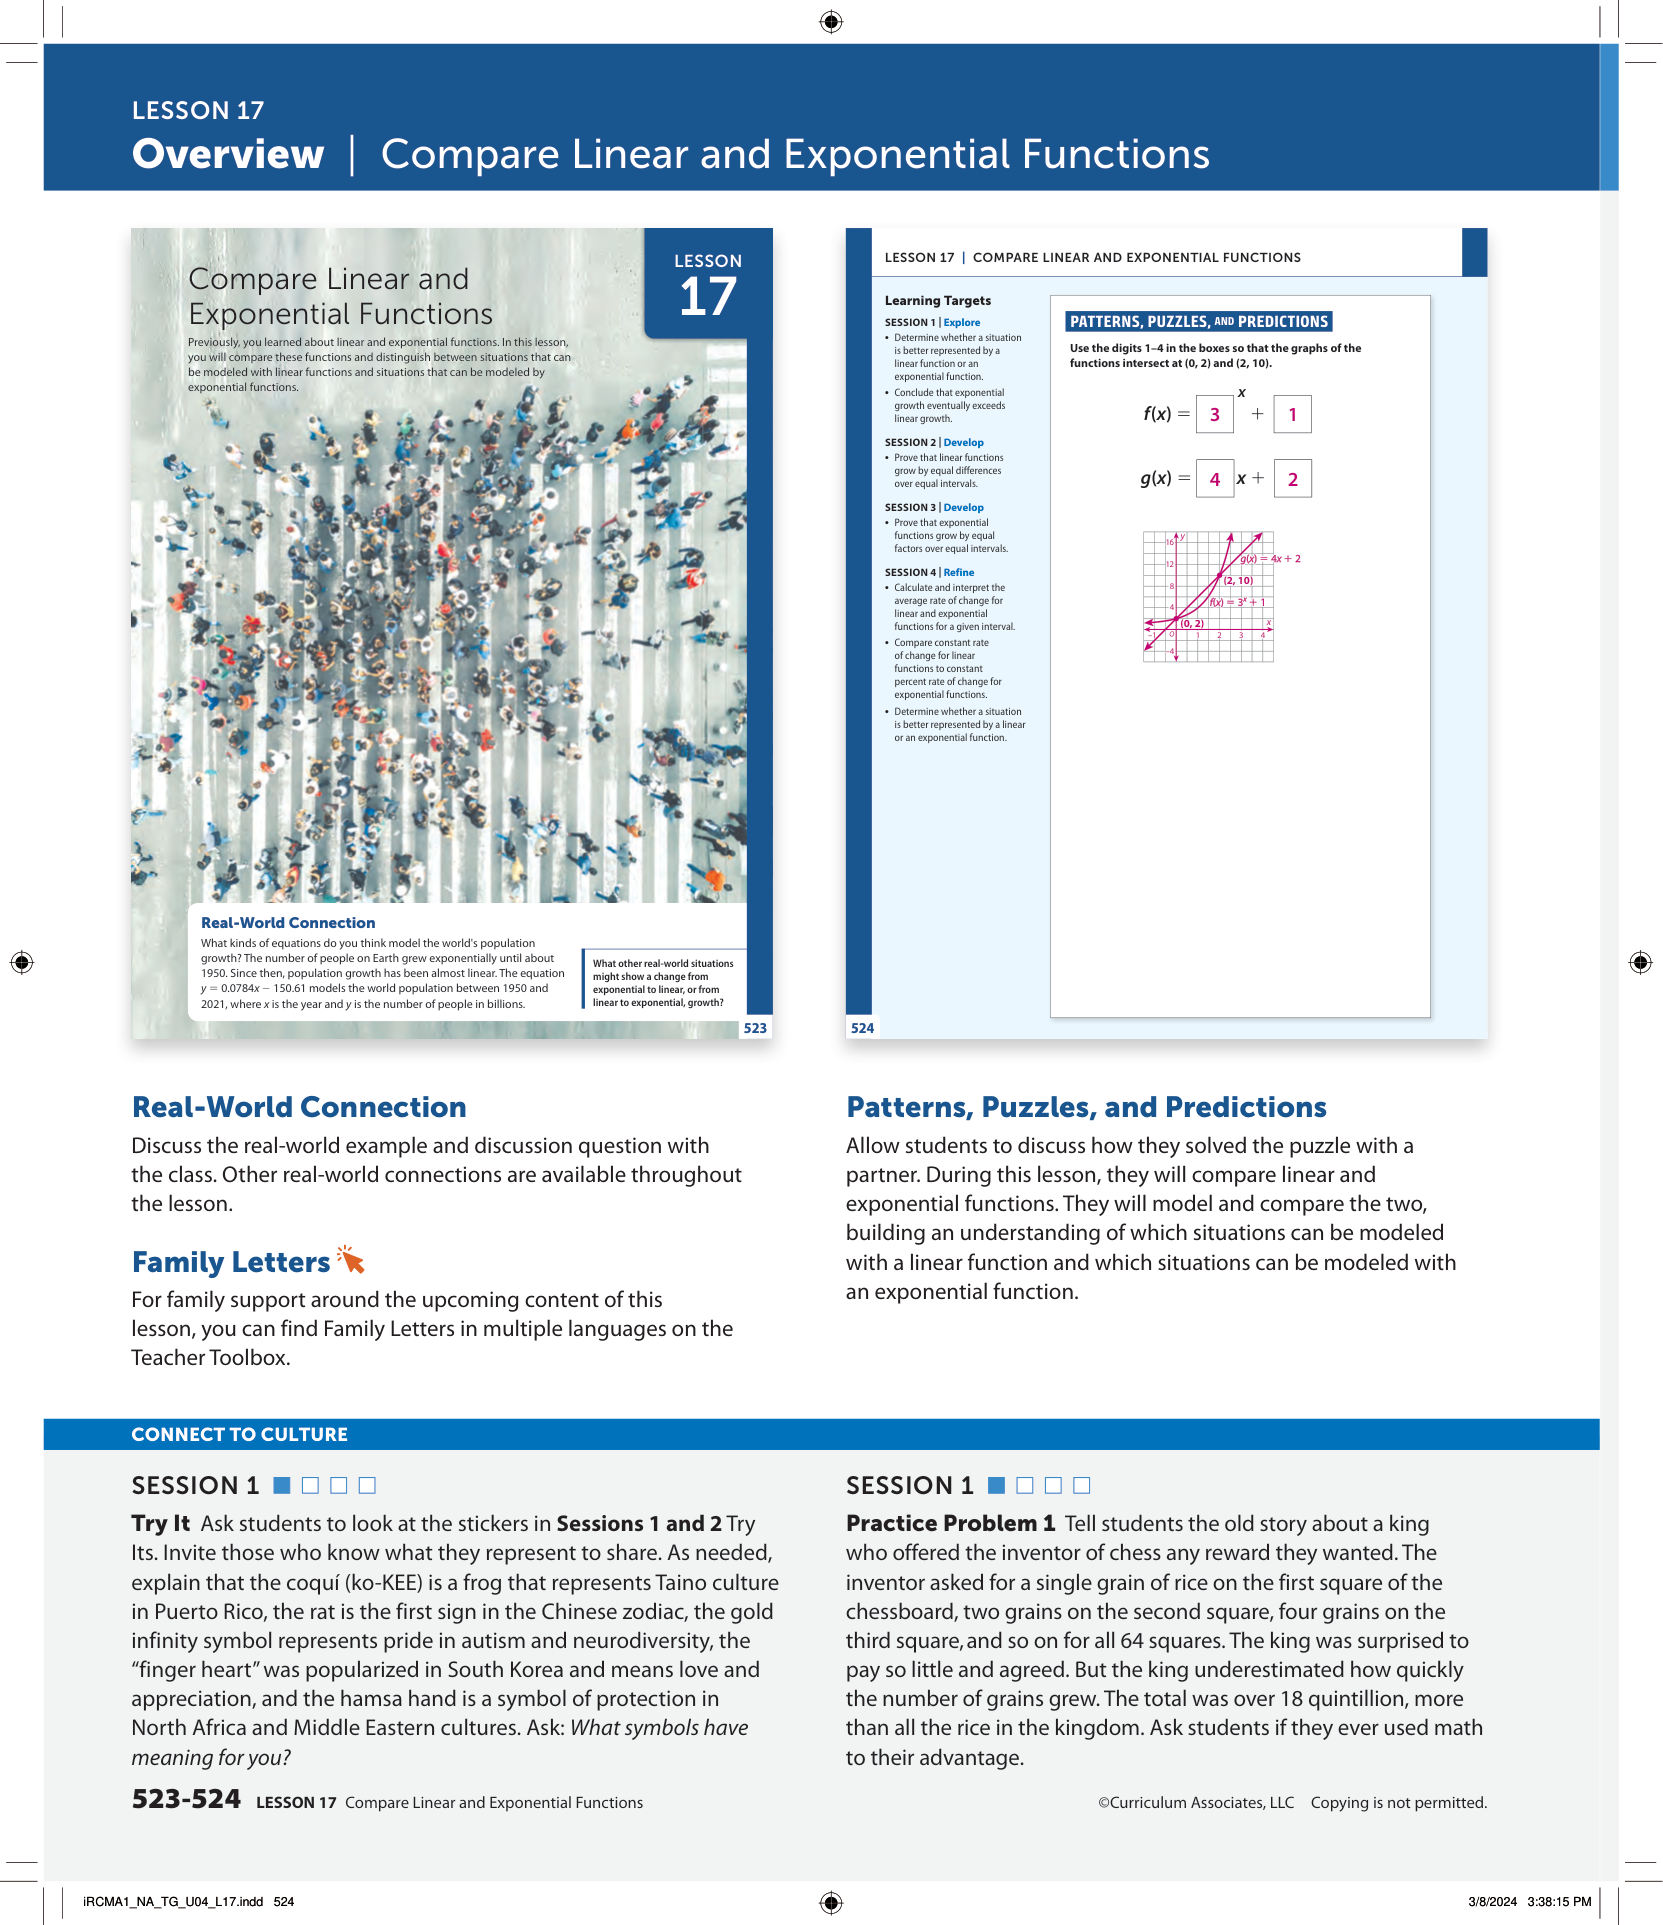 LESSON 17
Overview | Compare Linear and Exponential Functions
Compare Linear and
Exponential Functions
Previously, you learned about linear and exponential functions. In this lesson,
you will compare these functions and distinguish between situations that can
be modeled with linear functions and situations that can be modeled by
exponential functions.
LESSON
17
Real-World Connection
What kinds of equations do you think model the world's population
growth? The number of people on Earth grew exponentially until about
1950. Since then, population growth has been almost linear. The equation
y = 0.0784x − 150.61 models the world population between 1950 and
2021, where x is the year and y is the number of people in billions.
What other real-world situations
might show a change from
exponential to linear, or from
linear to exponential, growth?
523
LESSON 17 | COMPARE LINEAR AND EXPONENTIAL FUNCTIONS
Learning Targets
SESSION 1 | Explore
• Determine whether a situation
is better represented by a
linear function or an
exponential function.
• Conclude that exponential
growth eventually exceeds
linear growth.
SESSION 2 | Develop
• Prove that linear functions
grow by equal differences
over equal intervals.
SESSION 3 | Develop
• Prove that exponential
functions grow by equal
factors over equal intervals.
SESSION 4 | Refine
• Calculate and interpret the
average rate of change for
linear and exponential
functions for a given interval.
• Compare constant rate
of change for linear
functions to constant
percent rate of change for
exponential functions.
• Determine whether a situation
is better represented by a linear
or an exponential function.
PATTERNS, PUZZLES, AND PREDICTIONS
Use the digits 1–4 in the boxes so that the graphs of the
functions intersect at (0, 2) and (2, 10).
f(x) = 3 x + 1
g(x) = 4 x + 2
16 y
12
g(x) = 4x + 2
8
(2, 10)
4
f(x) = 3ˣ + 1
(0, 2)
x
O 1 2 3 4
524
Real-World Connection
Discuss the real-world example and discussion question with
the class. Other real-world connections are available throughout
the lesson.
Family Letters
For family support around the upcoming content of this
lesson, you can find Family Letters in multiple languages on the
Teacher Toolbox.
Patterns, Puzzles, and Predictions
Allow students to discuss how they solved the puzzle with a
partner. During this lesson, they will compare linear and
exponential functions. They will model and compare the two,
building an understanding of which situations can be modeled
with a linear function and which situations can be modeled with
an exponential function.
CONNECT TO CULTURE
SESSION 1
Try It Ask students to look at the stickers in Sessions 1 and 2 Try
Its. Invite those who know what they represent to share. As needed,
explain that the coquí (ko-KEE) is a frog that represents Taino culture
in Puerto Rico, the rat is the first sign in the Chinese zodiac, the gold
infinity symbol represents pride in autism and neurodiversity, the
“finger heart” was popularized in South Korea and means love and
appreciation, and the hamsa hand is a symbol of protection in
North Africa and Middle Eastern cultures. Ask: What symbols have
meaning for you?
SESSION 1
Practice Problem 1 Tell students the old story about a king
who offered the inventor of chess any reward they wanted. The
inventor asked for a single grain of rice on the first square of the
chessboard, two grains on the second square, four grains on the
third square, and so on for all 64 squares. The king was surprised to
pay so little and agreed. But the king underestimated how quickly
the number of grains grew. The total was over 18 quintillion, more
than all the rice in the kingdom. Ask students if they ever used math
to their advantage.
523-524 LESSON 17 Compare Linear and Exponential Functions
©Curriculum Associates, LLC Copying is not permitted.
iRCMA1_NA_TG_U04_L17.indd 524
3/8/2024 3:38:15 PM